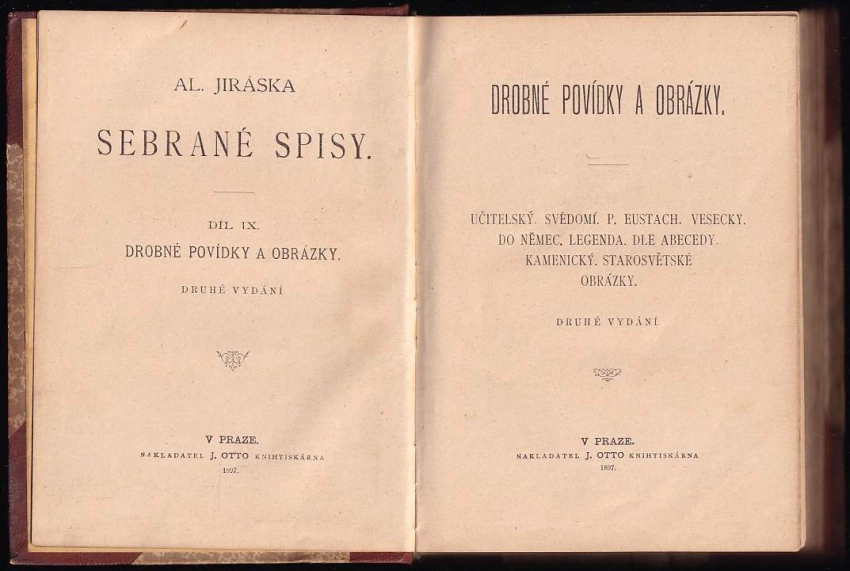 AL. JIRÁSKA
SEBRANÉ SPISY.
DÍL IX.
DROBNÉ POVÍDKY A OBRÁZKY.
DRUHÉ VYDÁNÍ
V PRAZE.
NAKLADATEL J. OTTO KNIHTISKÁRNA
1897.
DROBNÉ POVÍDKY A OBRÁZKY.
UČITELSKÝ. SVĚDOMÍ. P. EUSTACH. VESECKY.
DO NĚMEC. LEGENDA. DLE ABECEDY.
KAMENICKÝ. STAROSVĚTSKÉ
OBRÁZKY.
DRUHÉ VYDÁNÍ
V PRAZE.
NAKLADATEL J. OTTO KNIHTISKÁRNA
1897.